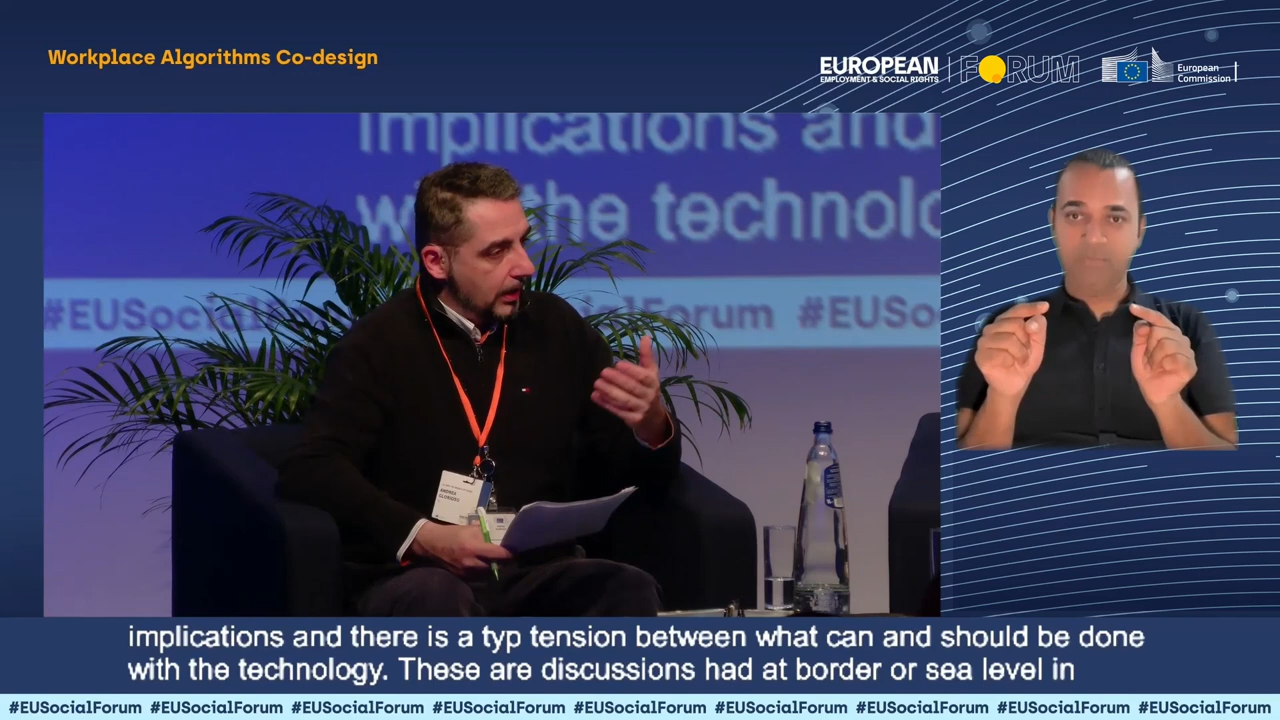 Workplace Algorithms Co-design
EUROPEAN
EMPLOYMENT & SOCIAL RIGHTS
FORUM
European
Commission
implications and
the technolo
#EUSocial
cialForum #EUSo
ANDREA
implications and there is a typ tension between what can and should be done
with the technology. These are discussions had at border or sea level in
#EUSocialForum #EUSocialForum #EUSocialForum #EUSocialForum #EUSocialForum #EUSocialForum #EUSocialForum #EUSocialForum #EUSocialForum